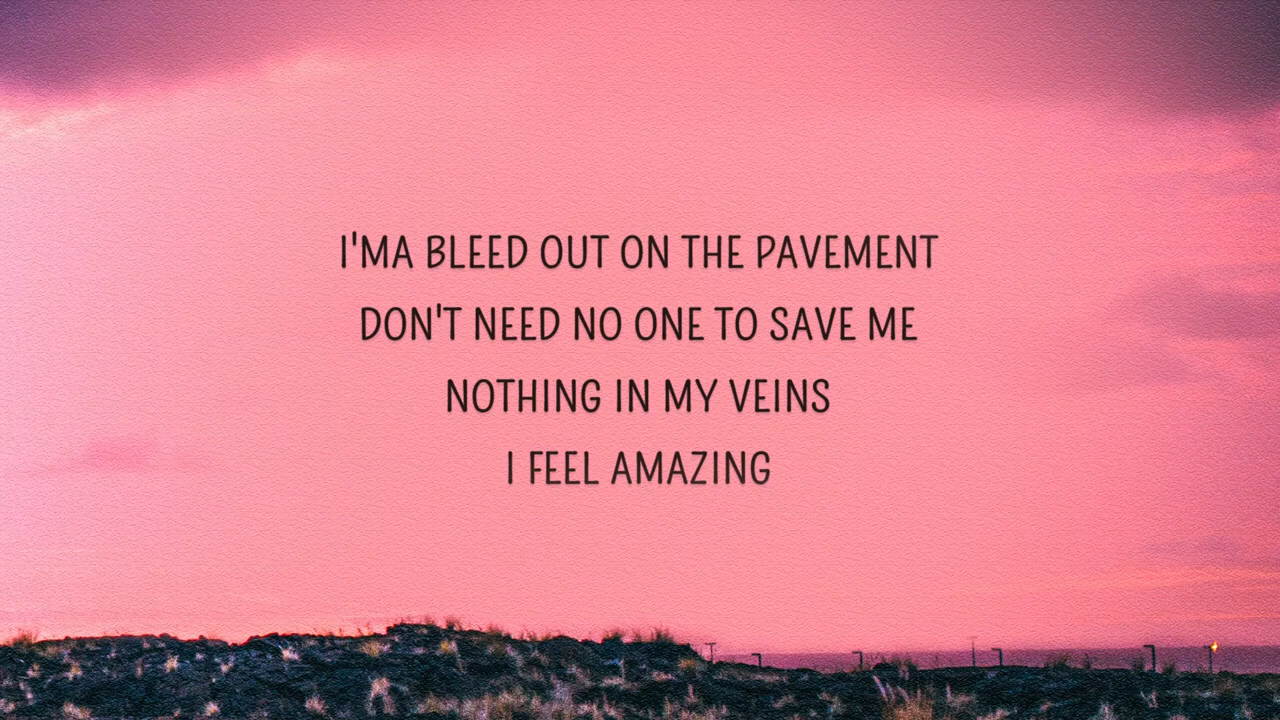 I'MA BLEED OUT ON THE PAVEMENT
DON'T NEED NO ONE TO SAVE ME
NOTHING IN MY VEINS
I FEEL AMAZING